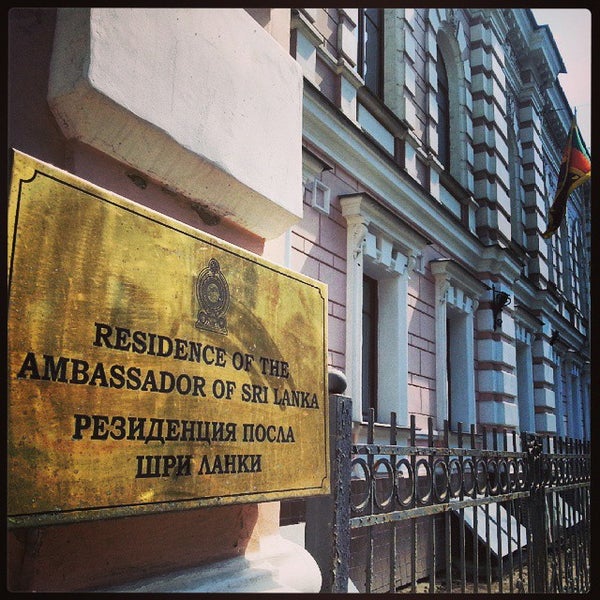 RESIDENCE OF THE
AMBASSADOR OF SRI LANKA
РЕЗИДЕНЦИЯ ПОСЛА
ШРИ ЛАНКИ